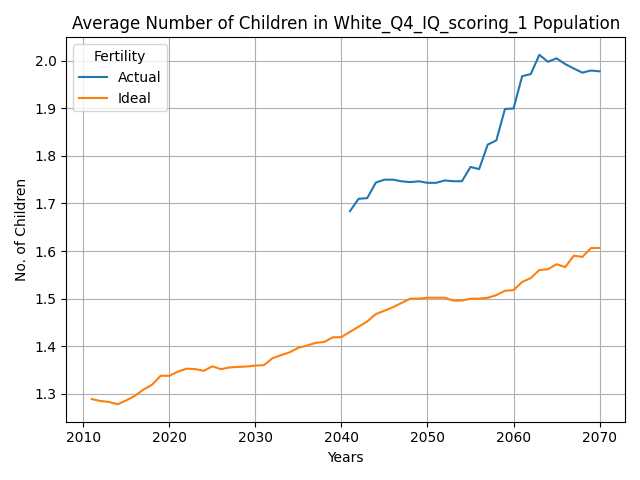 Average Number of Children in White_Q4_IQ_scoring_1 Population
Fertility
Actual
Ideal
No. of Children
2.0
1.9
1.8
1.7
1.6
1.5
1.4
1.3
2010 2020 2030 2040 2050 2060 2070
Years